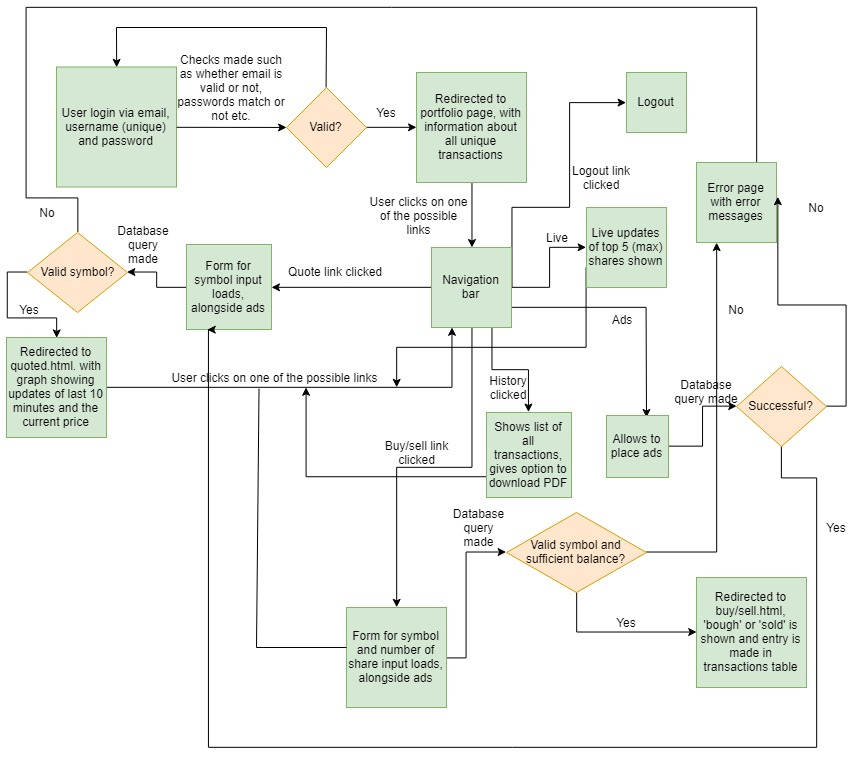 User login via email,
username (unique)
and password
Checks made such
as whether email is
valid or not,
passwords match or
not etc.
Valid?
Yes
Redirected to
portfolio page, with
information about
all unique
transactions
Logout
Logout link
clicked
Error page
with error
messages
No
User clicks on one
of the possible
links
No
Database
query
made
Valid symbol?
Form for
symbol input
loads,
alongside ads
Quote link clicked
Navigation
bar
Live
Live updates
of top 5 (max)
shares shown
Yes
Ads
No
Redirected to
quoted.html. with
graph showing
updates of last 10
minutes and the
current price
User clicks on one of the possible links
History
clicked
Database
query made
Successful?
Buy/sell link
clicked
Shows list of
all
transactions,
gives option to
download PDF
Allows to
place ads
Database
query
made
Valid symbol and
sufficient balance?
Yes
Form for symbol
and number of
share input loads,
alongside ads
Yes
Redirected to
buy/sell.html,
'bough' or 'sold' is
shown and entry is
made in
transactions table